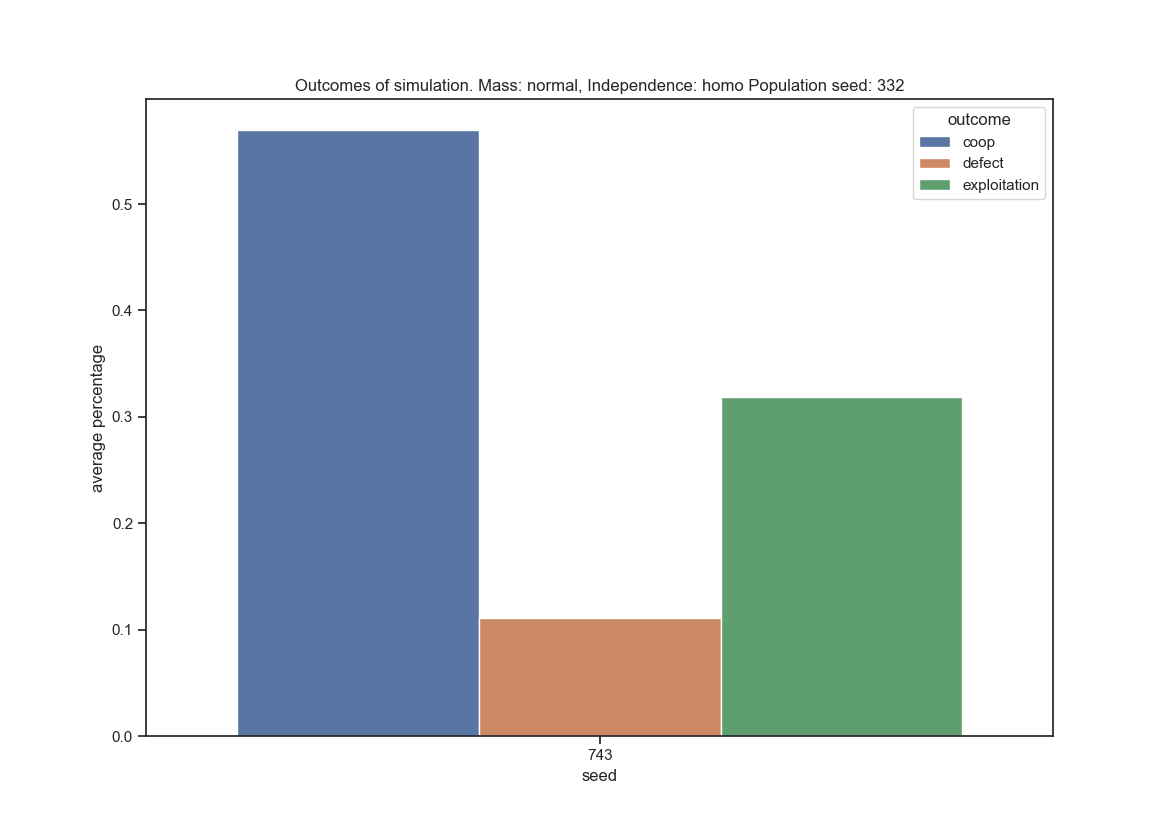 Outcomes of simulation. Mass: normal, Independence: homo Population seed: 332
outcome
coop
defect
exploitation
average percentage
0.5
0.4
0.3
0.2
0.1
0.0
743
seed